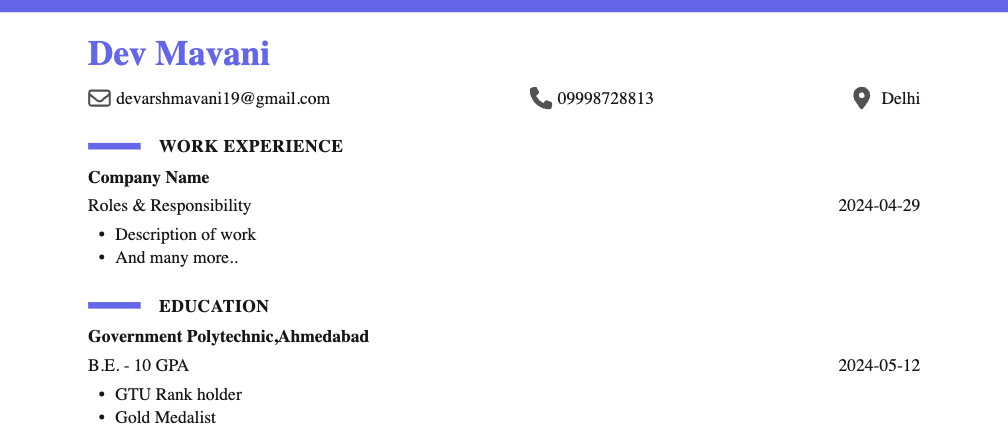 Dev Mavani
devarshmavani19@gmail.com 09998728813 Delhi
WORK EXPERIENCE
Company Name
Roles & Responsibility 2024-04-29
• Description of work
• And many more..
EDUCATION
Government Polytechnic,Ahmedabad
B.E. - 10 GPA 2024-05-12
• GTU Rank holder
• Gold Medalist